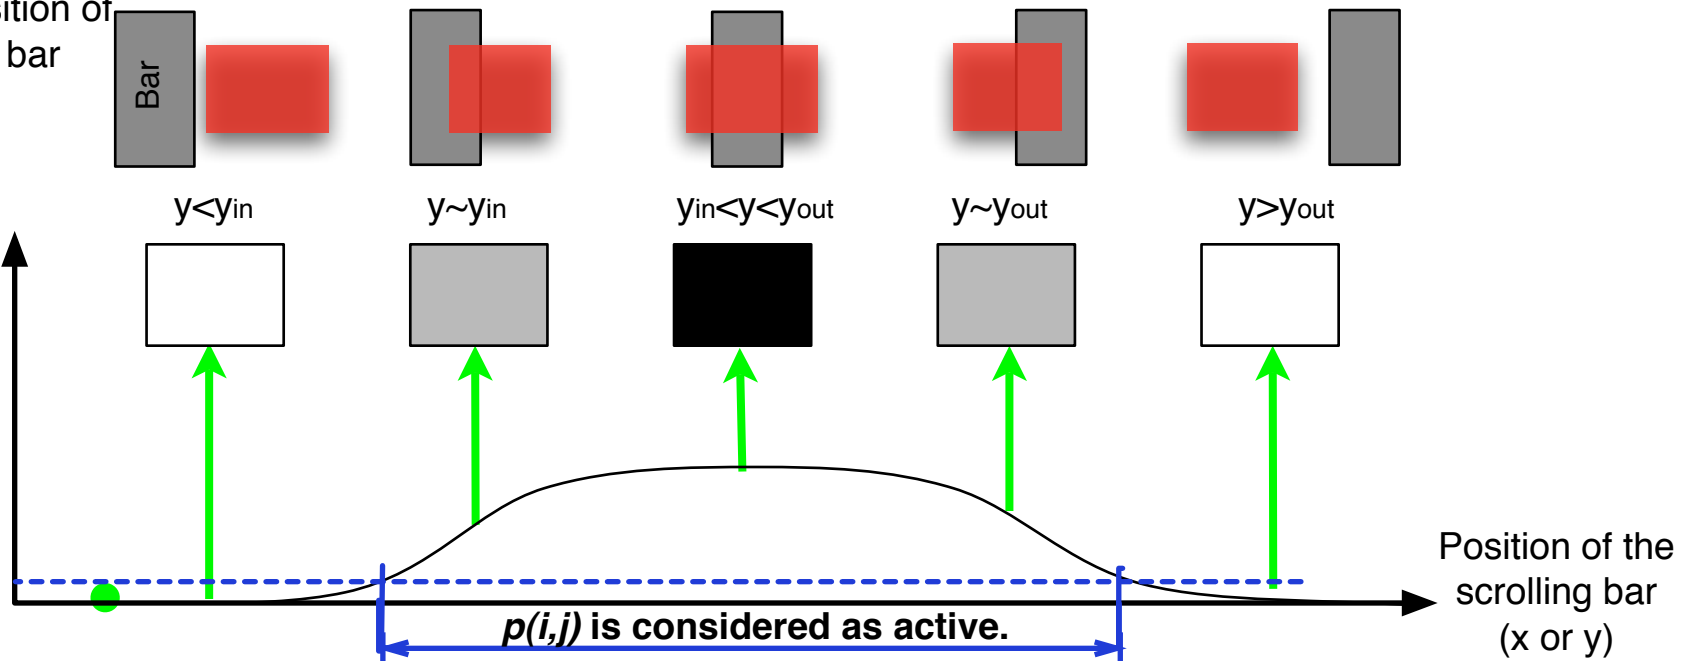 sition of
bar
Bar
y<yin
y~yin
yin<y<yout
y~yout
y>yout
Position of the
scrolling bar
(x or y)
p(i,j) is considered as active.